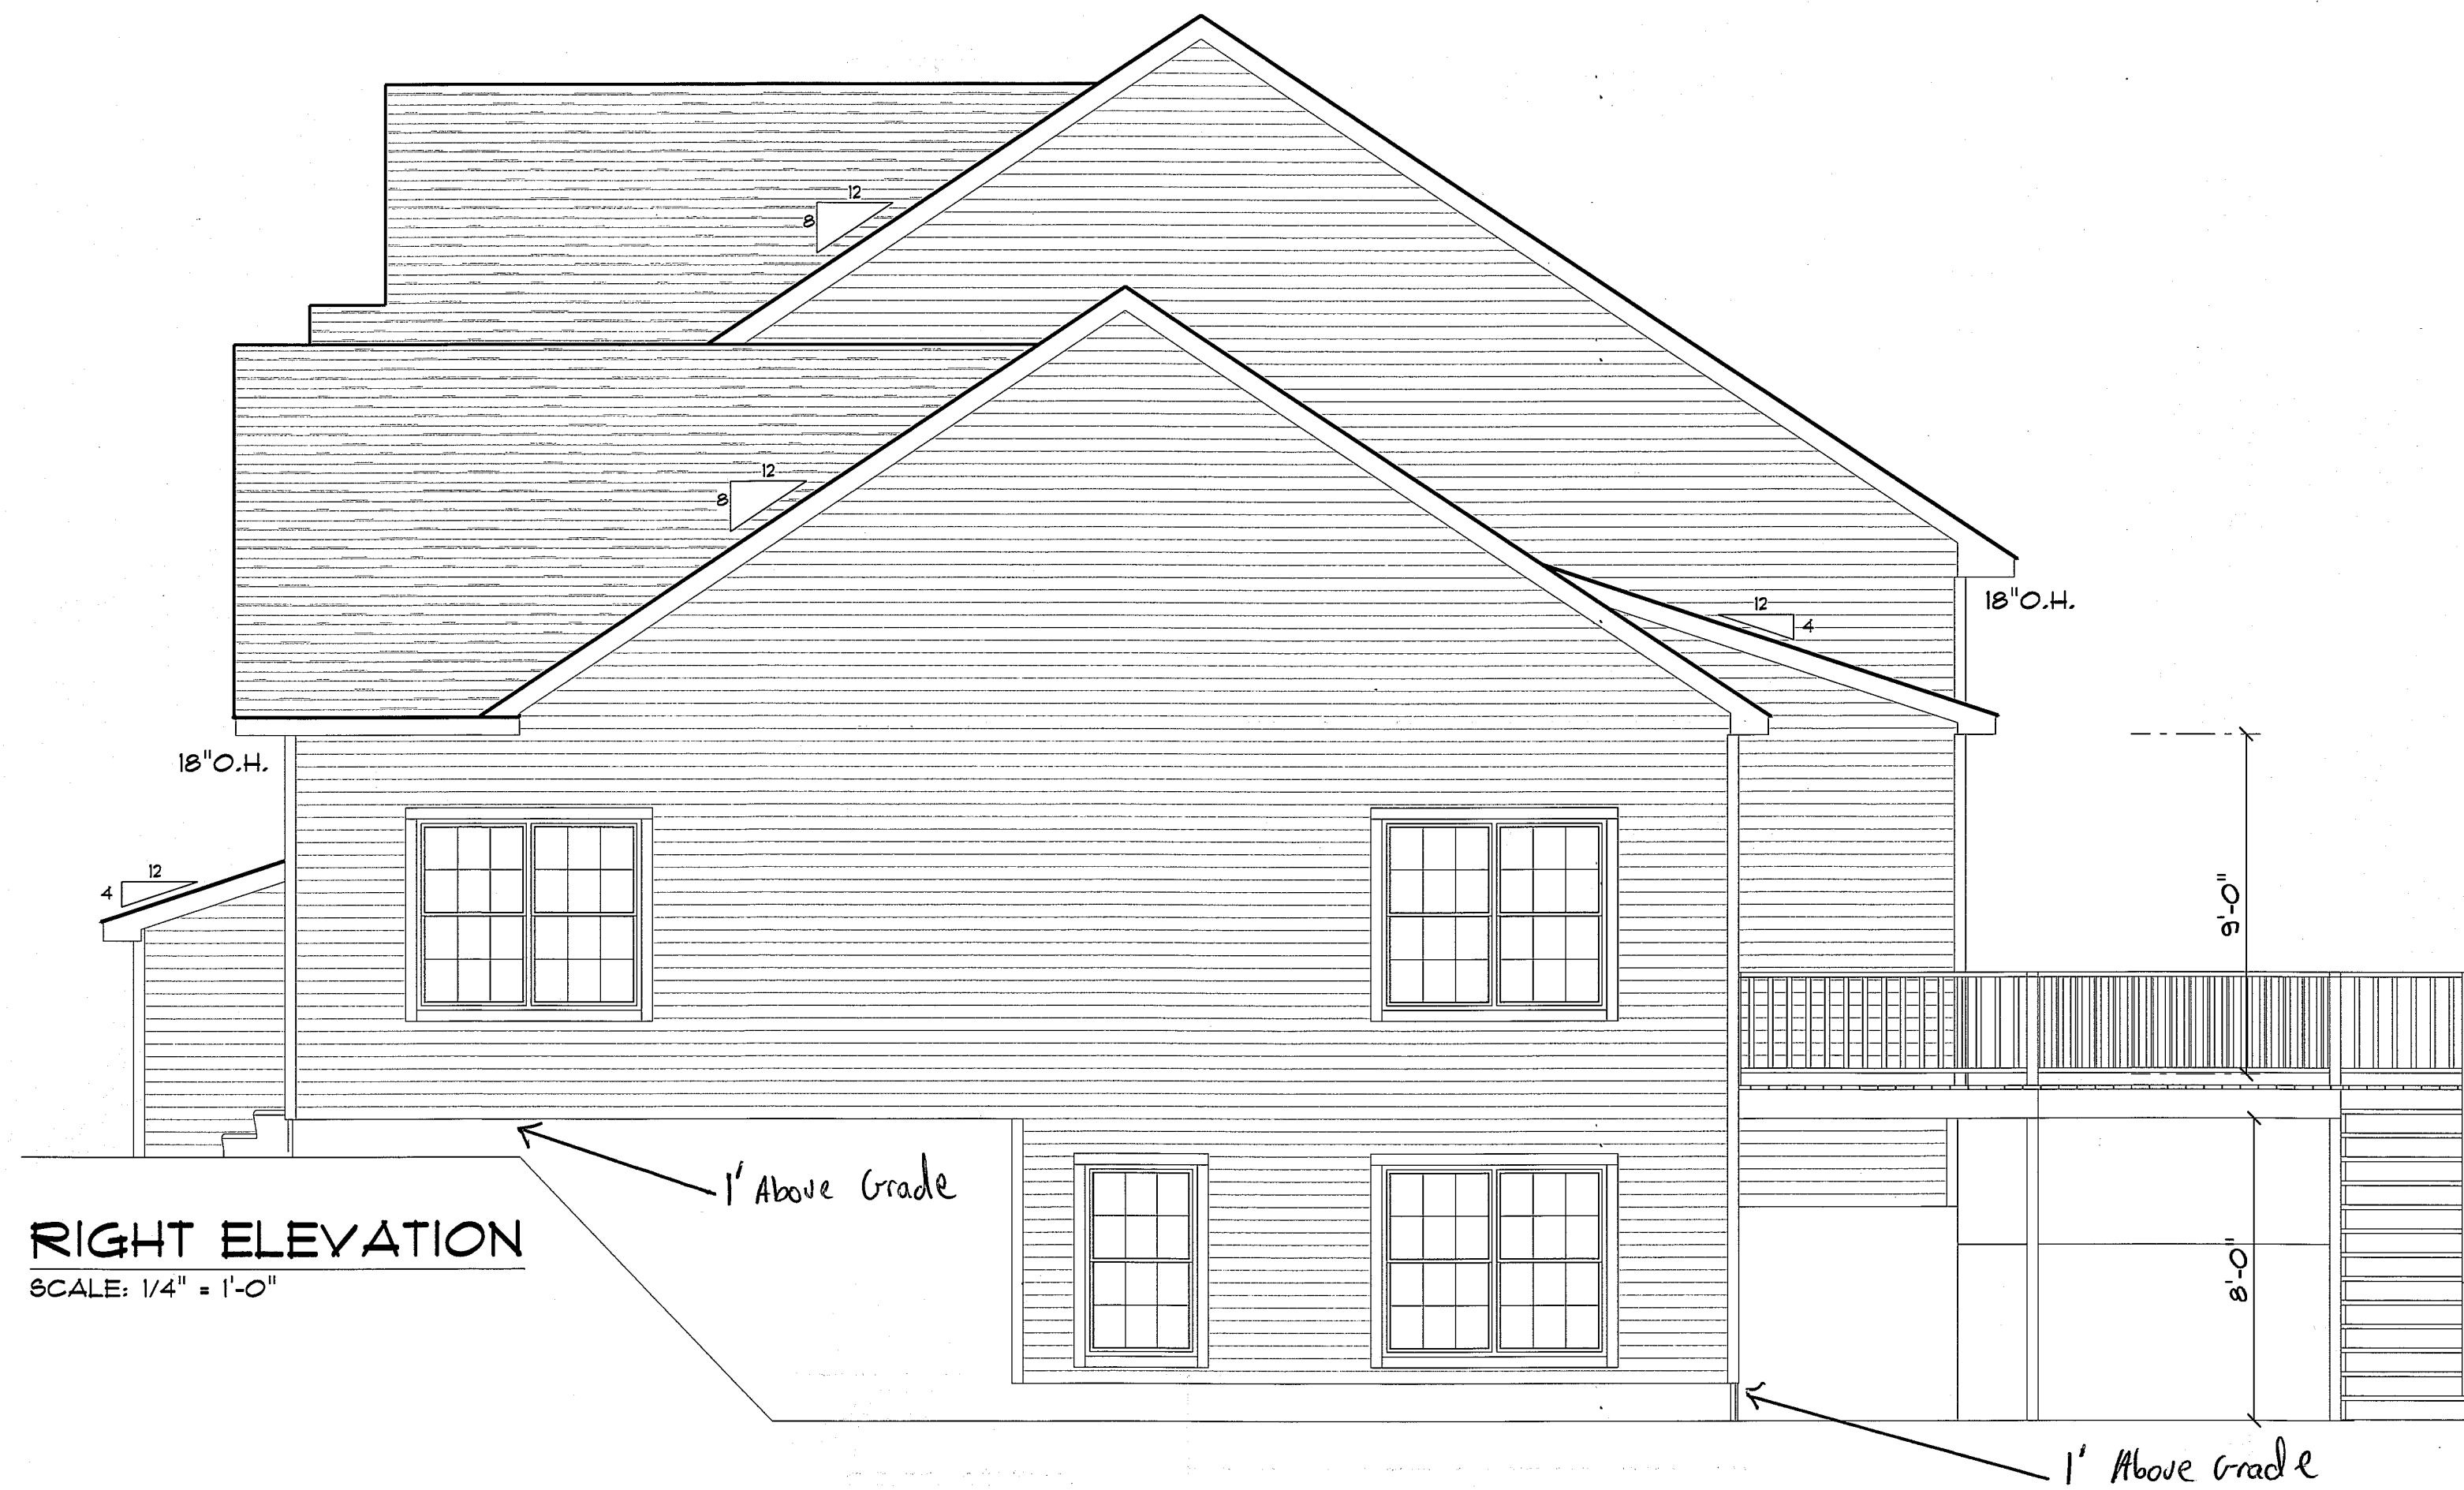 12
8
12
8
12
4
18"O.H.
18"O.H.
12
4
9'-0"
1' Above Grade
8'-0"
RIGHT ELEVATION
SCALE: 1/4" = 1'-0"
1' Above Grade